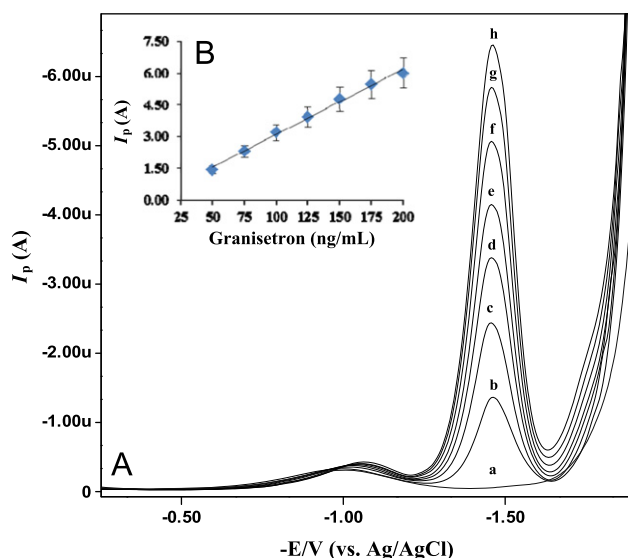 B
7.50
6.00
4.50
3.00
1.50
0.00
I_p (A)
25 50 75 100 125 150 175 200
Granisetron (ng/mL)
h
g
f
e
d
c
b
a
-6.00u
-5.00u
-4.00u
-3.00u
-2.00u
-1.00u
0
I_p (A)
A
-0.50 -1.00 -1.50
-E/V (vs. Ag/AgCl)